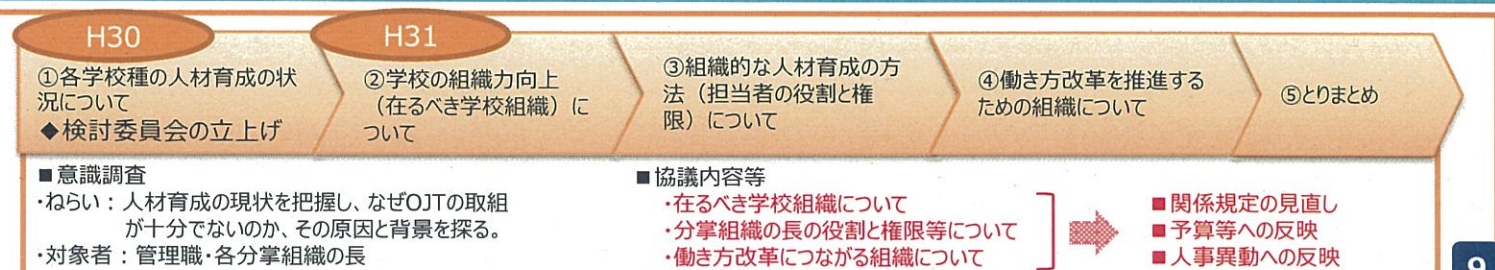 H30
①各学校種の人材育成の状
況について
◆検討委員会の立上げ
H31
②学校の組織力向上
（在るべき学校組織）に
ついて
③組織的な人材育成の方
法（担当者の役割と権
限）について
④働き方改革を推進する
ための組織について
⑤とりまとめ
■意識調査
・ねらい：人材育成の現状を把握し、なぜOJTの取組
が十分でないのか、その原因と背景を探る。
・対象者：管理職・各分掌組織の長
■協議内容等
・在るべき学校組織について
・分掌組織の長の役割と権限等について
・働き方改革につながる組織について
■関係規定の見直し
■予算等への反映
■人事異動への反映